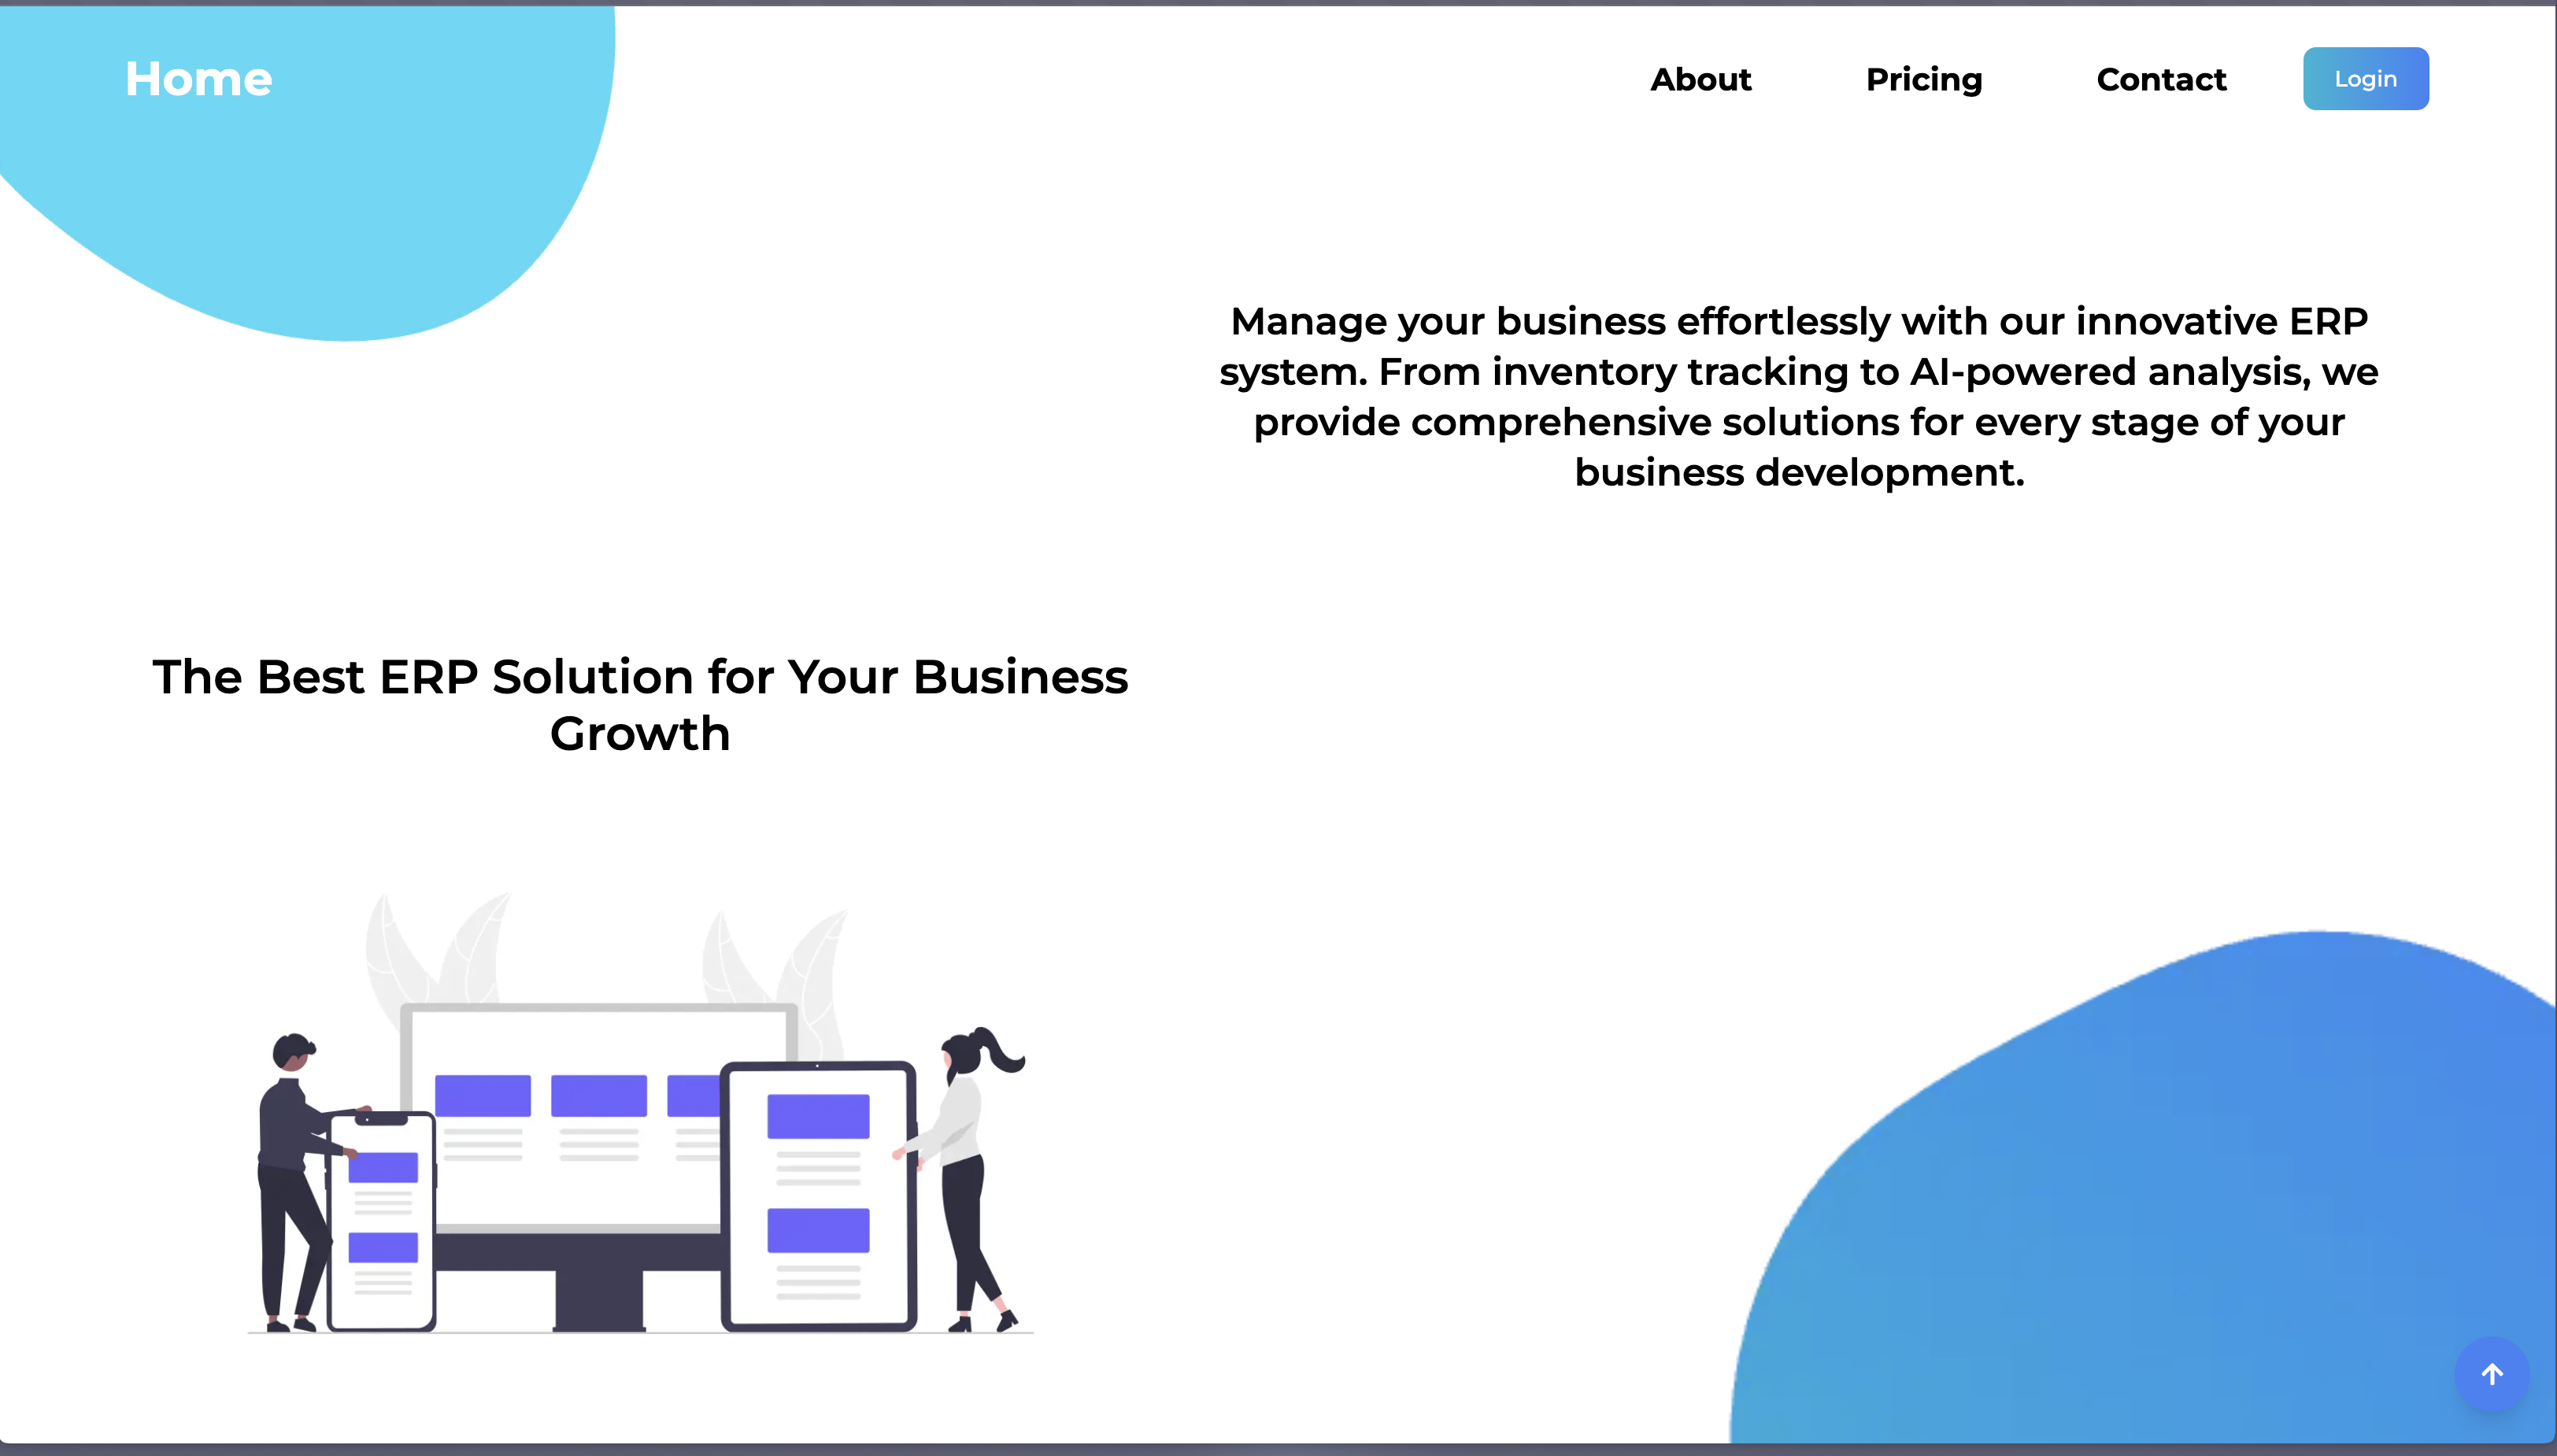 Home
About
Pricing
Contact
Login
Manage your business effortlessly with our innovative ERP
system. From inventory tracking to AI-powered analysis, we
provide comprehensive solutions for every stage of your
business development.
The Best ERP Solution for Your Business
Growth